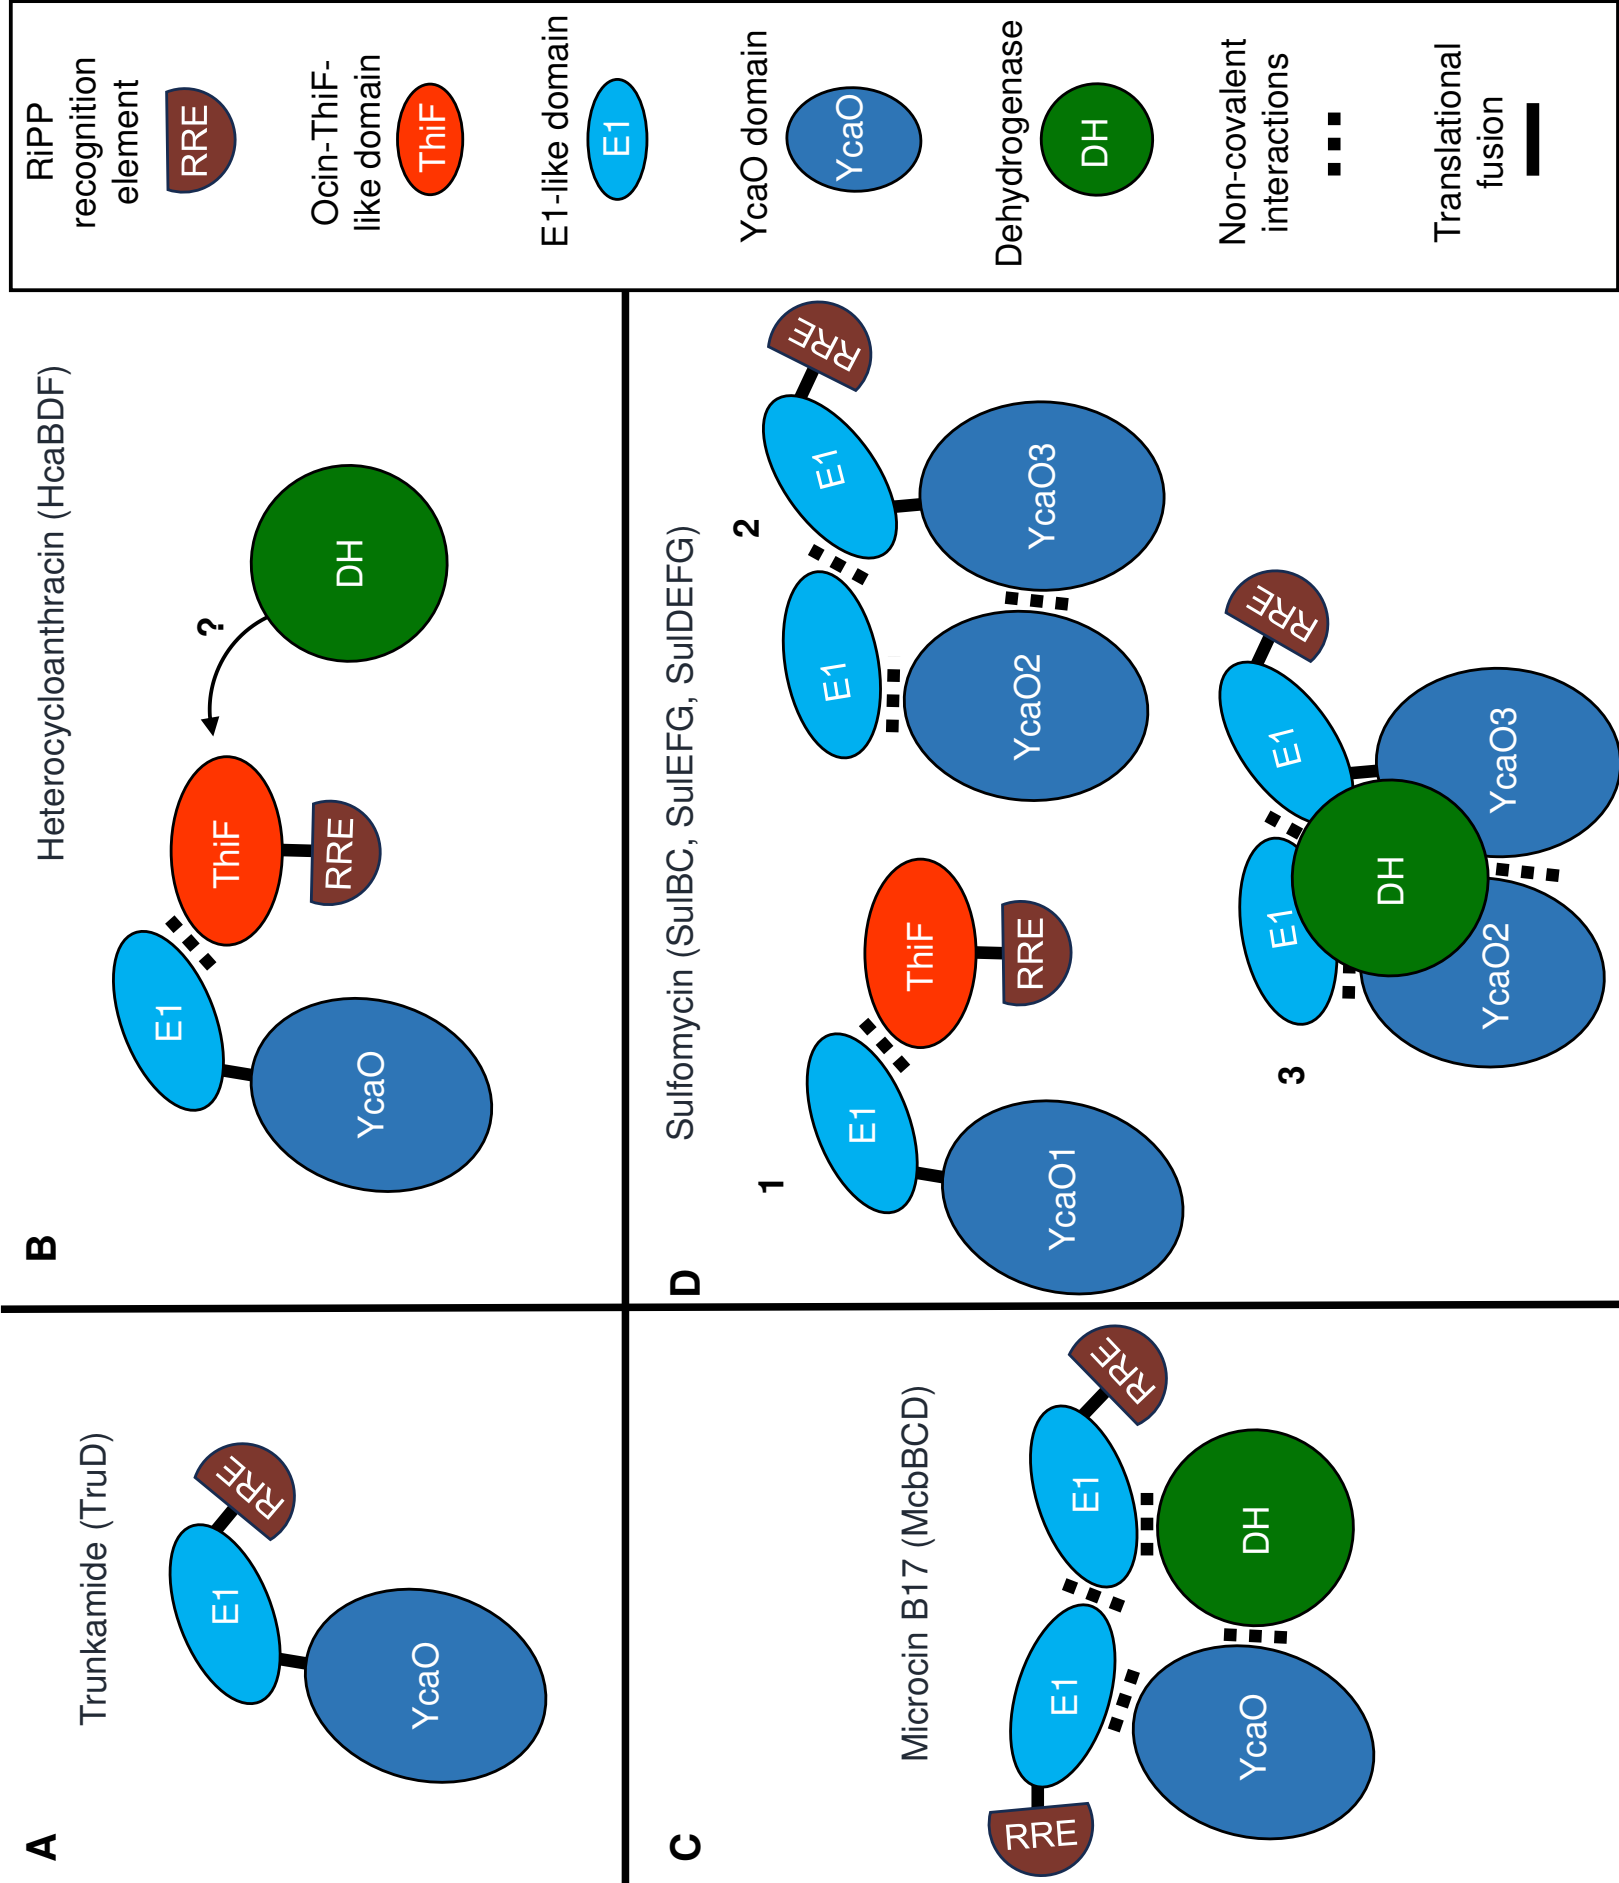 A
Trunkamide (TruD)
E1
RRE
YcaO
B
Heterocycloanthracin (HcaBDF)
E1
ThiF
RRE
YcaO
?
DH
C
Microcin B17 (McbBCD)
RRE
E1
E1
RRE
YcaO
DH
D
Sulfomycin (SulBC, SulEFG, SulDEFG)
1
E1
ThiF
RRE
YcaO1
2
E1
E1
RRE
YcaO2
YcaO3
3
E1
E1
RRE
DH
YcaO2
YcaO3
RiPP
recognition
element
RRE
Ocin-ThiF-
like domain
ThiF
E1-like domain
E1
YcaO domain
YcaO
Dehydrogenase
DH
Non-covalent
interactions
Translational
fusion